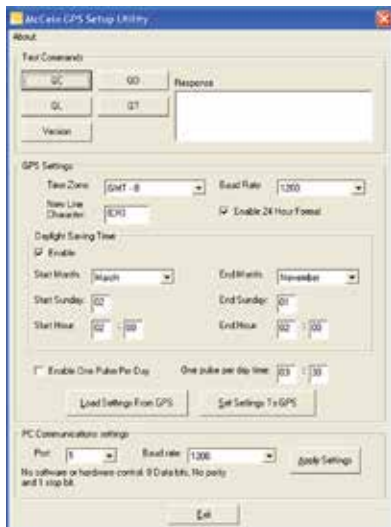 McCain GPS Setup Utility
About
Test Commands
QC
QD
Response
QL
QT
Version
GPS Settings
Time Zone:
GMT - 8
Baud Rate:
1200
New Line
Character:
Enable 24 Hour Format
Daylight Saving Time
Enable
Start Month:
March
End Month:
November
Start Sunday:
02
End Sunday:
01
Start Hour:
02 : 00
End Hour:
02 : 00
Enable One Pulse Per Day
One pulse per day time:
03 : 30
Load Settings From GPS
Set Settings To GPS
PC Communications settings
Port:
Baud rate:
1200
Apply Settings
No software or hardware control. 8 Data bits, No parity
and 1 stop bit.
Exit